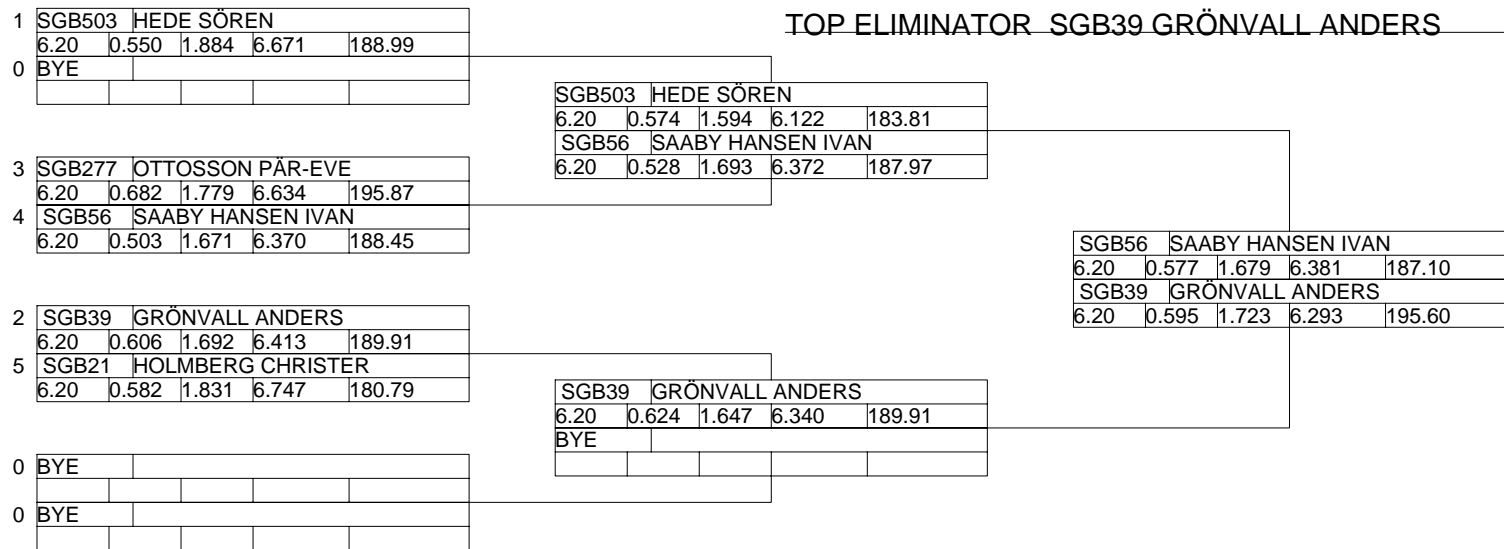 TOP ELIMINATOR SGB39 GRÖNVALL ANDERS
1 SGB503 HEDE SÖREN
6.20 0.550 1.884 6.671 188.99
0 BYE
3 SGB277 OTTOSSON PÄR-EVE
6.20 0.682 1.779 6.634 195.87
4 SGB56 SAABY HANSEN IVAN
6.20 0.503 1.671 6.370 188.45
2 SGB39 GRÖNVALL ANDERS
6.20 0.606 1.692 6.413 189.91
5 SGB21 HOLMBERG CHRISTER
6.20 0.582 1.831 6.747 180.79
0 BYE
0 BYE
SGB503 HEDE SÖREN
6.20 0.574 1.594 6.122 183.81
SGB56 SAABY HANSEN IVAN
6.20 0.528 1.693 6.372 187.97
SGB39 GRÖNVALL ANDERS
6.20 0.624 1.647 6.340 189.91
BYE
SGB56 SAABY HANSEN IVAN
6.20 0.577 1.679 6.381 187.10
SGB39 GRÖNVALL ANDERS
6.20 0.595 1.723 6.293 195.60